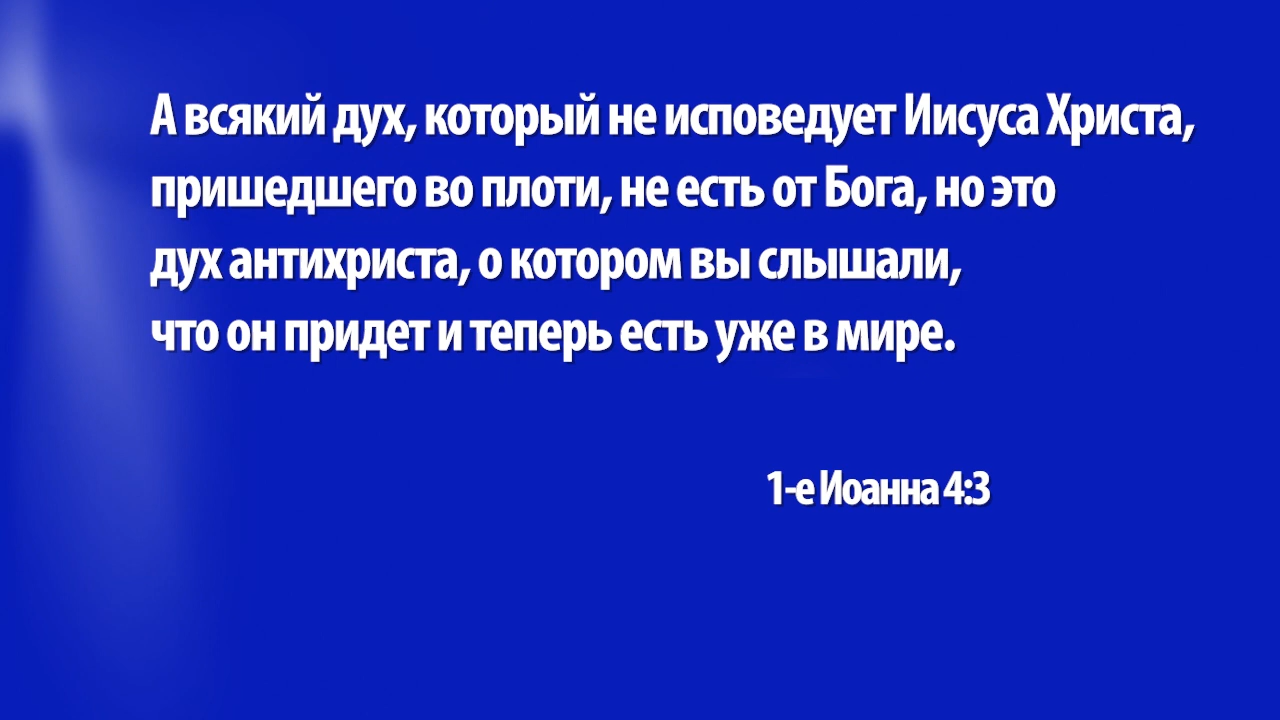 А всякий дух, который не исповедует Иисуса Христа,
пришедшего во плоти, не есть от Бога, но это
дух антихриста, о котором вы слышали,
что он придет и теперь есть уже в мире.
1-е Иоанна 4:3